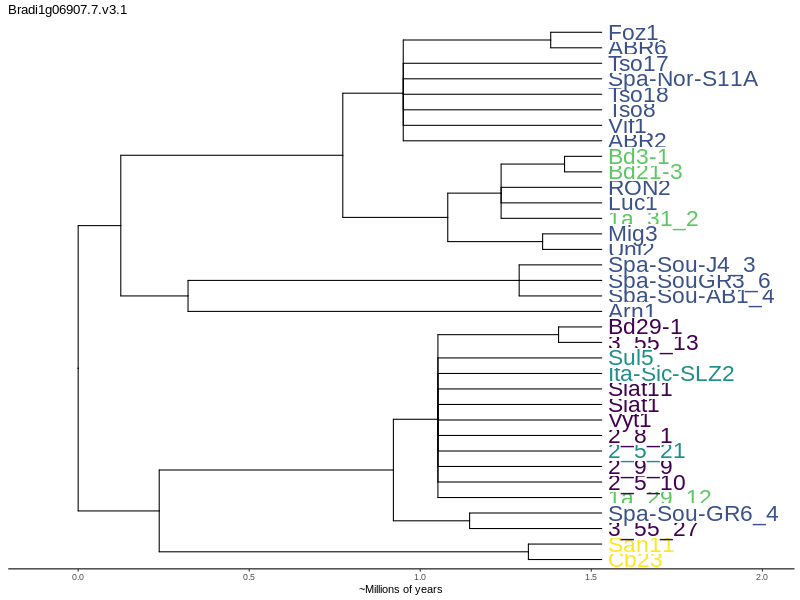 Bradi1g06907.7.v3.1
Foz1
ABR6
Tso17
Spa-Nor-S11A
Tso18
Tso8
Vif1
ABR2
Bd3-1
Bd21-3
RON2
Luc1
1a_31_2
Mig3
Uni2
Spa-Sou-J4_3
Spa-SouGR3_6
Spa-Sou-AB1_4
Arn1
Bd29-1
3_55_13
Sul5
Ita-Sic-SLZ2
Slat11
Slat1
Vyt1
2_8_1
2_5_21
2_9_9
2_5_10
1a_29_12
Spa-Sou-GR6_4
3_55_27
San11
Cb23
0.0 0.5 1.0 1.5 2.0
~Millions of years